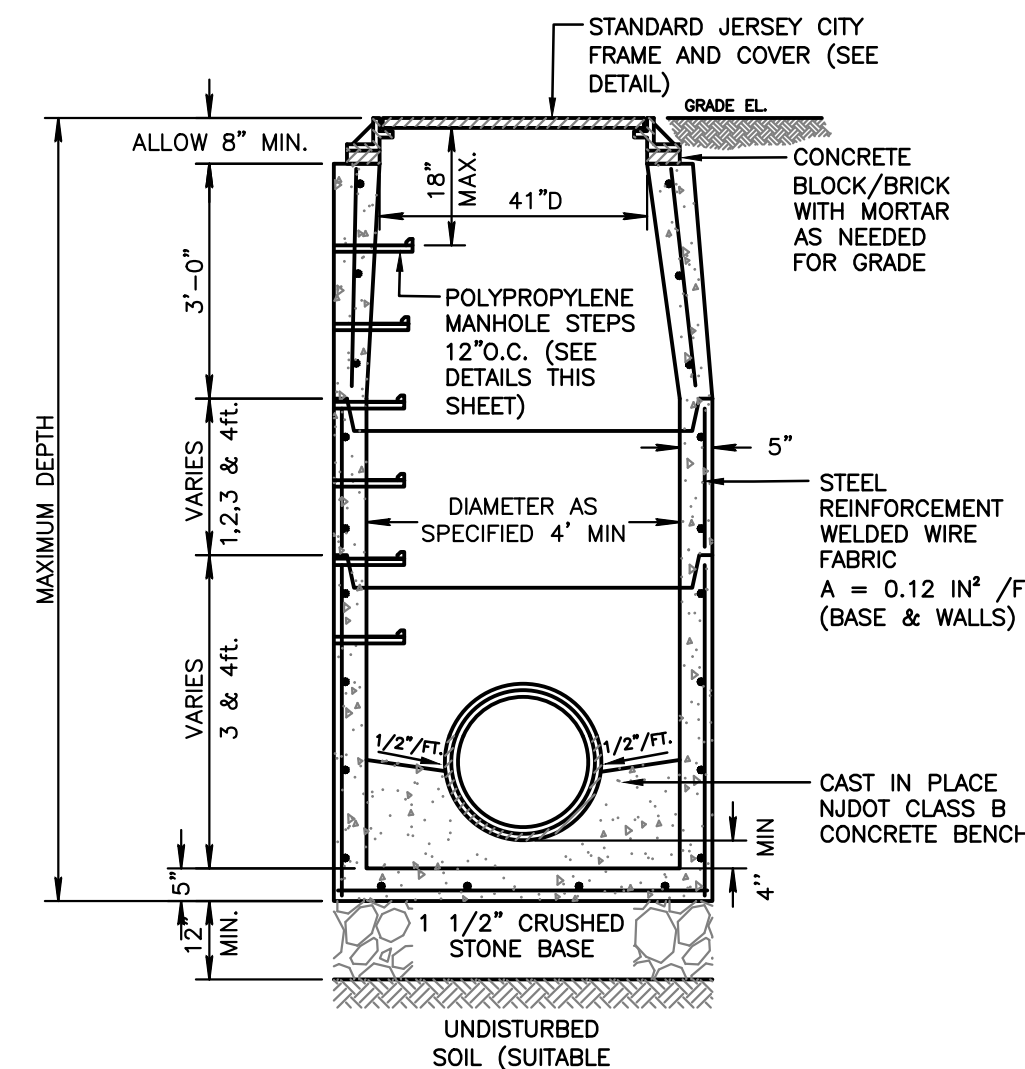 STANDARD JERSEY CITY
FRAME AND COVER (SEE
DETAIL)
GRADE EL.
ALLOW 8" MIN.
CONCRETE
BLOCK/BRICK
WITH MORTAR
AS NEEDED
FOR GRADE
18"
MAX.
41"D
3'-0"
POLYPROPYLENE
MANHOLE STEPS
12"O.C. (SEE
DETAILS THIS
SHEET)
MAXIMUM DEPTH
VARIES
1,2,3 & 4ft.
5"
DIAMETER AS
SPECIFIED 4' MIN
STEEL
REINFORCEMENT
WELDED WIRE
FABRIC
A = 0.12 IN² /F
(BASE & WALLS)
VARIES
3 & 4ft.
1/2"/FT.
1/2"/FT.
CAST IN PLACE
NJDOT CLASS B
CONCRETE BENCH
4" MIN
5"
12"
MIN.
1 1/2" CRUSHED
STONE BASE
UNDISTURBED
SOIL (SUITABLE